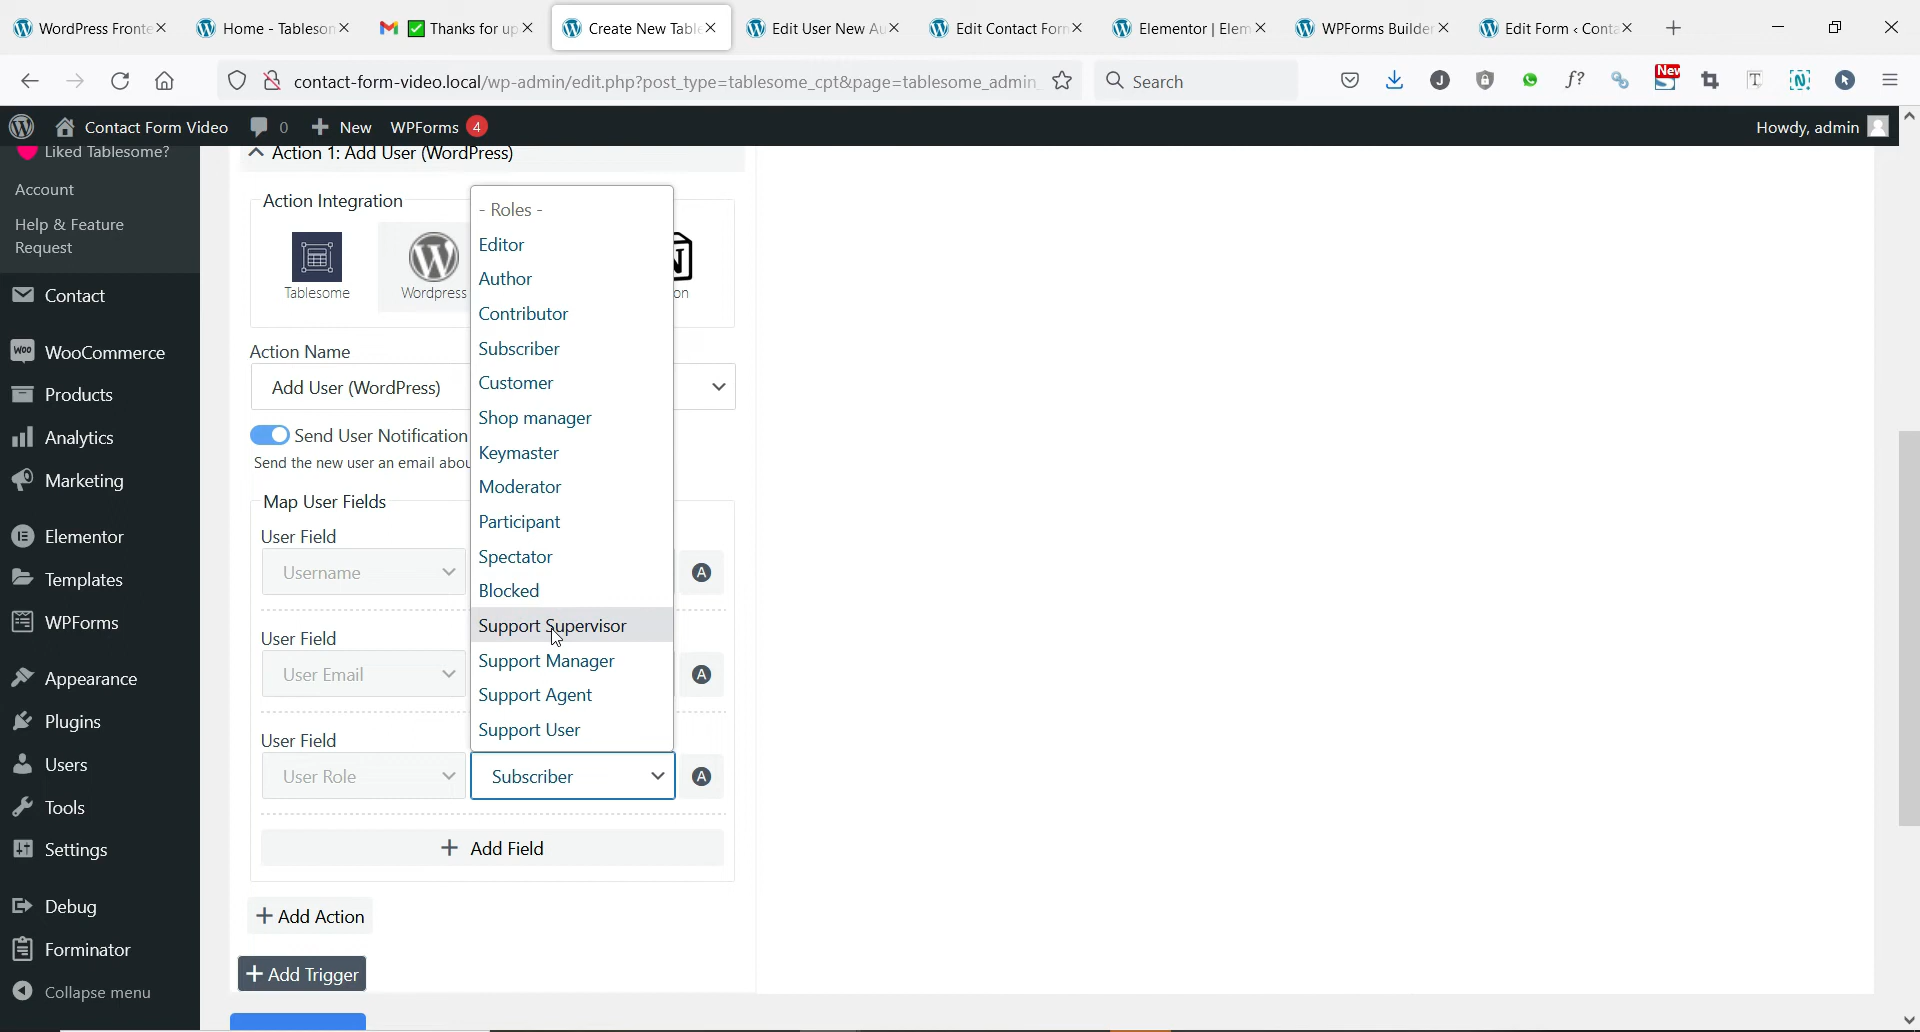 WordPress Fronte
Home - Tableson
Thanks for up
Create New Table
Edit User New Au
Edit Contact Form
Elementor | Elem
WPForms Builder
Edit Form ‹ Conta
contact-form-video.local/wp-admin/edit.php?post_type=tablesome_cpt&page=tablesome_admin_
Search
J
f?
New
T
N
Contact Form Video
0
New
WPForms 4
Howdy, admin
Liked Tablesome?
Account
Help & Feature
Request
Contact
WooCommerce
Products
Analytics
Marketing
Elementor
Templates
WPForms
Appearance
Plugins
Users
Tools
Settings
Debug
Forminator
Collapse menu
Action 1: Add User (WordPress)
Action Integration
Tablesome
Wordpress
on
Action Name
Add User (WordPress)
Send User Notification
Send the new user an email abou
Map User Fields
User Field
Username
A
User Field
User Email
A
User Field
User Role
Subscriber
A
- Roles -
Editor
Author
Contributor
Subscriber
Customer
Shop manager
Keymaster
Moderator
Participant
Spectator
Blocked
Support Supervisor
Support Manager
Support Agent
Support User
+ Add Field
+ Add Action
+ Add Trigger